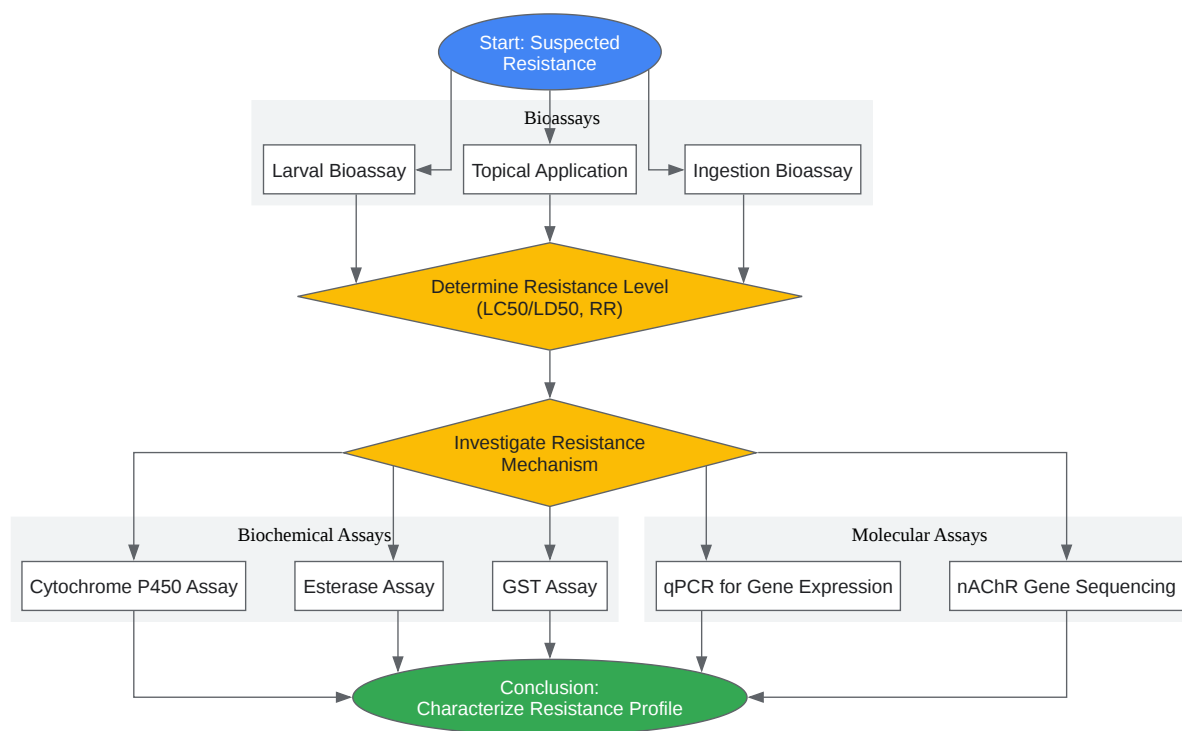 Start: Suspected
Resistance
Bioassays
Larval Bioassay
Topical Application
Ingestion Bioassay
Determine Resistance Level
(LC50/LD50, RR)
Investigate Resistance
Mechanism
Biochemical Assays
Molecular Assays
Cytochrome P450 Assay
Esterase Assay
GST Assay
qPCR for Gene Expression
nAChR Gene Sequencing
Conclusion:
Characterize Resistance Profile